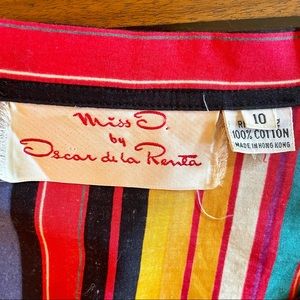 Miss O.
by
Oscar de la Renta
10
100% COTTON
MADE IN HONG KONG